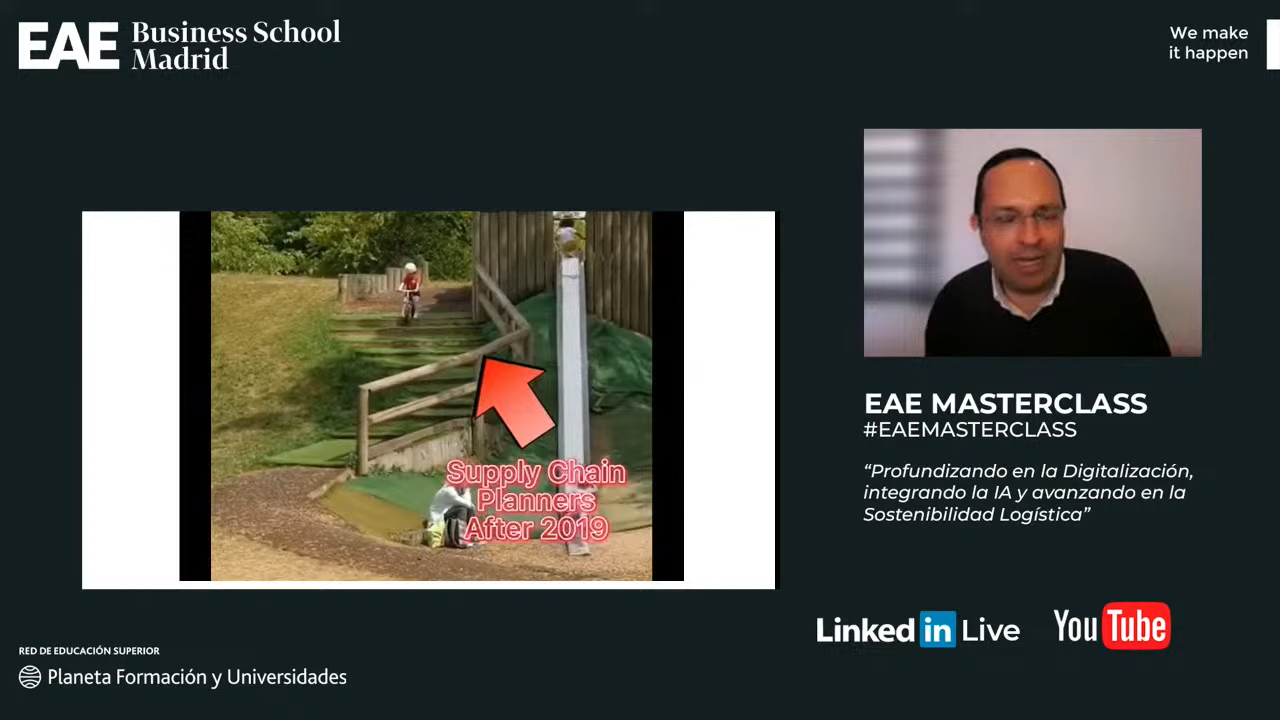 EAE Business School
Madrid
We make
it happen
Supply Chain
Planners
After 2019
EAE MASTERCLASS
#EAEMASTERCLASS
“Profundizando en la Digitalización,
integrando la IA y avanzando en la
Sostenibilidad Logística”
Linked in Live
YouTube
RED DE EDUCACIÓN SUPERIOR
Planeta Formación y Universidades